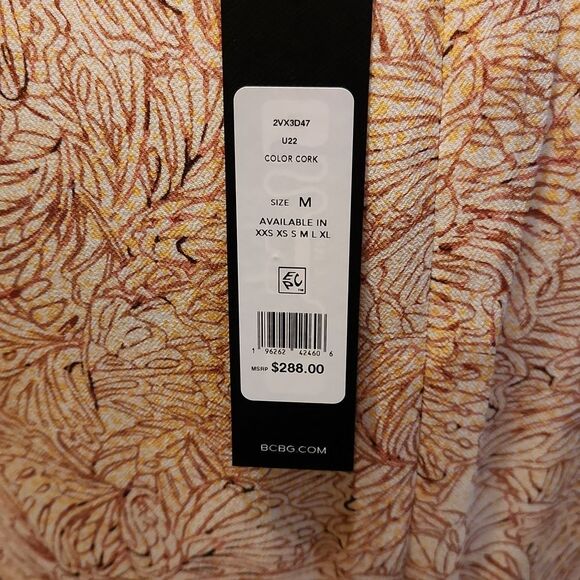 2VX3D47
U22
COLOR CORK
SIZE M
AVAILABLE IN
XXS XS S M L XL
EPC™
1 96262 42460 6
MSRP $288.00
BCBG.COM